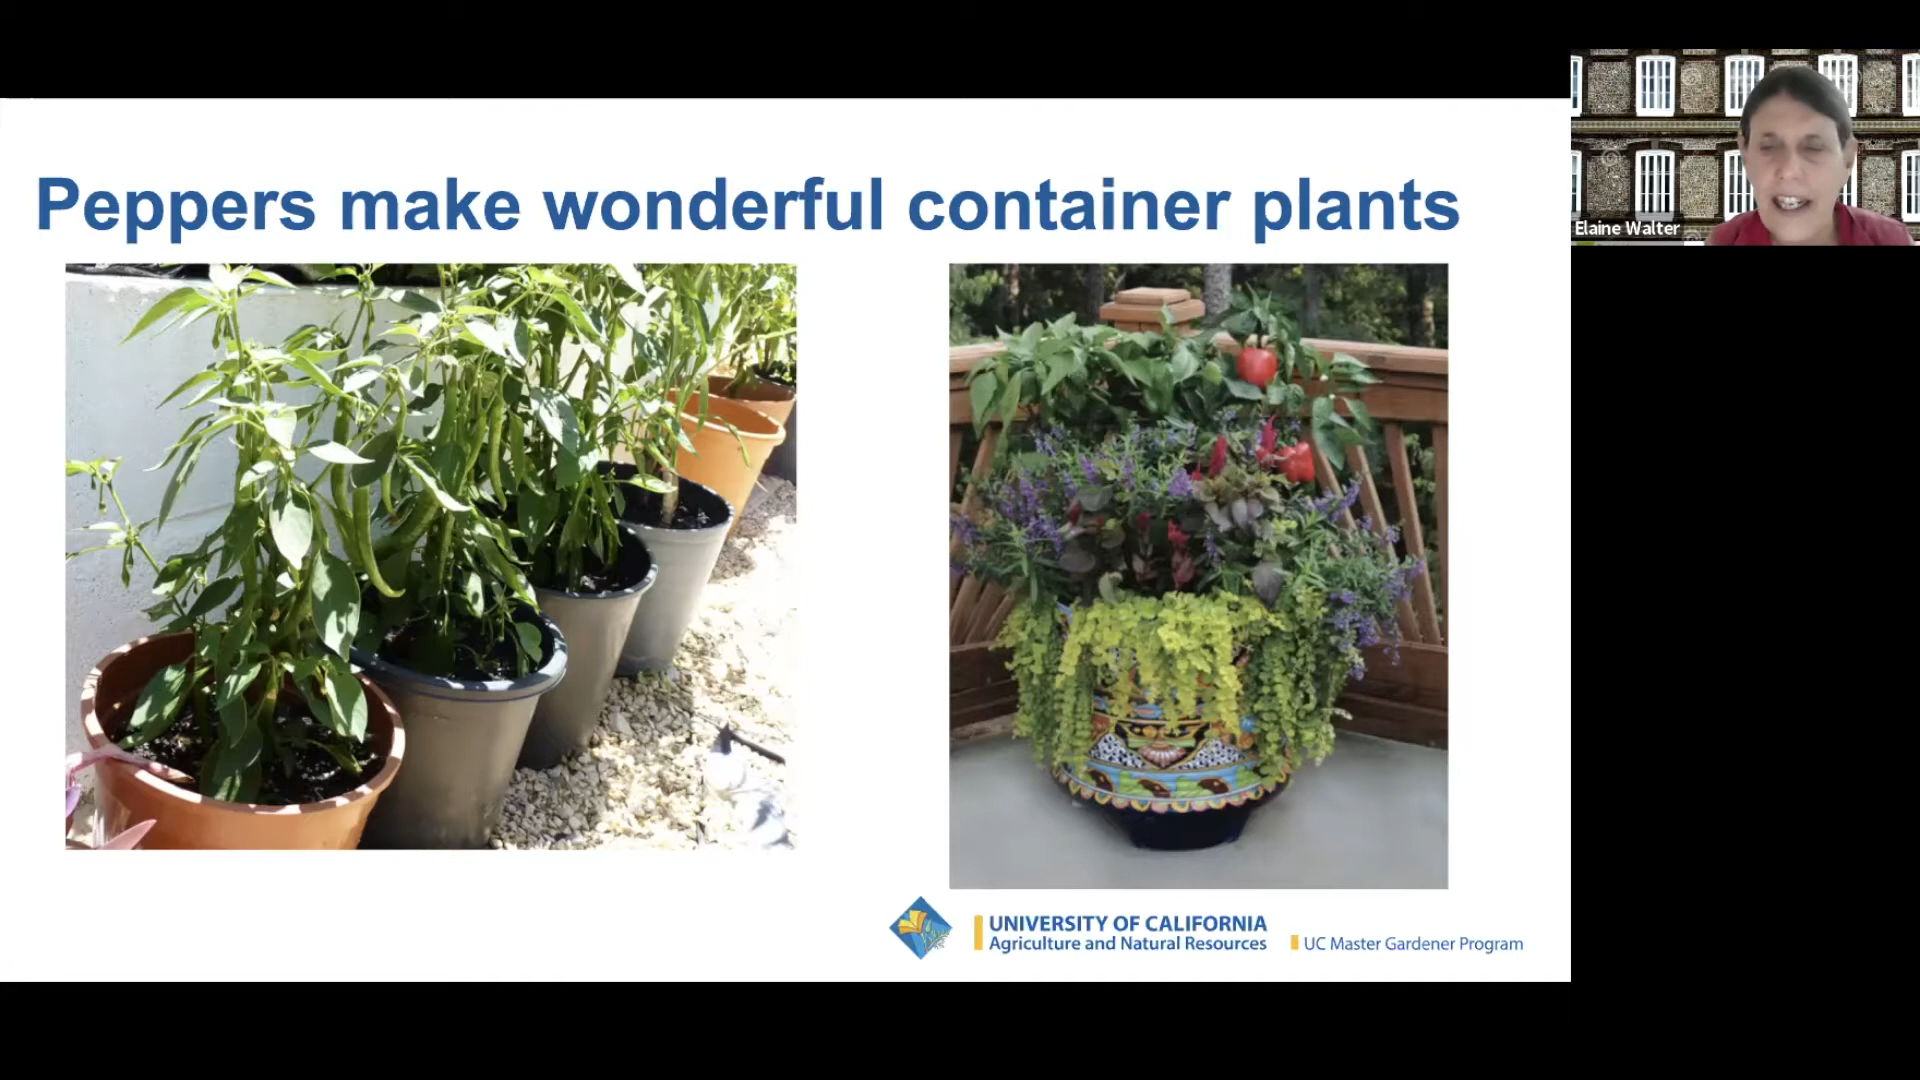 Peppers make wonderful container plants
Elaine Walter
UNIVERSITY OF CALIFORNIA
Agriculture and Natural Resources
UC Master Gardener Program